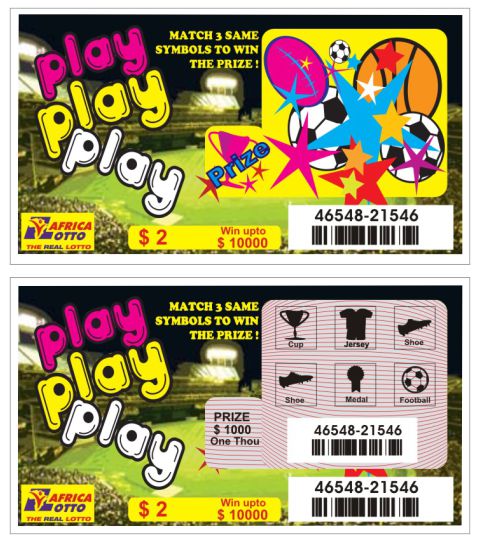 play
play
play
MATCH 3 SAME
SYMBOLS TO WIN
THE PRIZE !
Prize
AFRICA
LOTTO
THE REAL LOTTO
$ 2
Win upto
$ 10000
46548-21546
play
play
play
MATCH 3 SAME
SYMBOLS TO WIN
THE PRIZE !
Cup
Jersey
Shoe
Shoe
Medal
Football
PRIZE
$ 1000
One Thou
46548-21546
AFRICA
LOTTO
THE REAL LOTTO
$ 2
Win upto
$ 10000
46548-21546